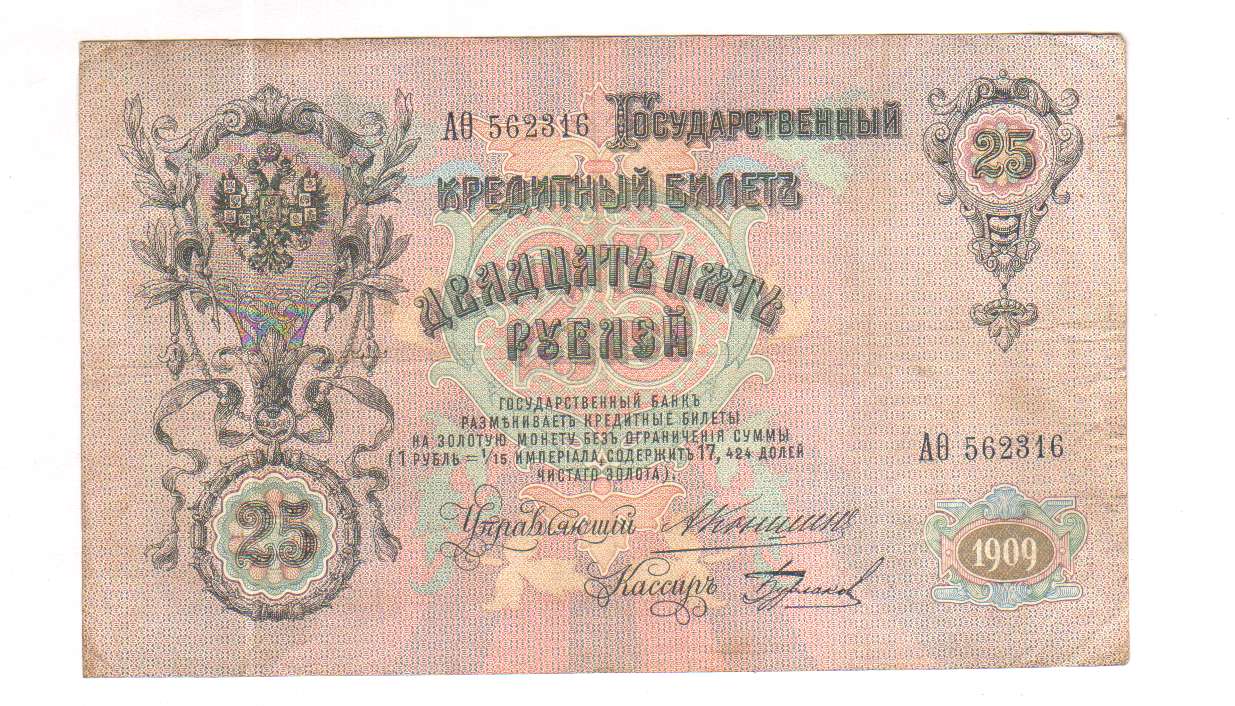 АѲ 562316 Государственный
25
Кредитный Билетъ
Двадцать Пять
Рублей
ГОСУДАРСТВЕННЫЙ БАНКЪ
РАЗМѢНИВАЕТЪ КРЕДИТНЫЕ БИЛЕТЫ
НА ЗОЛОТУЮ МОНЕТУ БЕЗЪ ОГРАНИЧЕНІЯ СУММЫ
(1 РУБЛЬ = 1/15 ИМПЕРІАЛА, СОДЕРЖИТЪ 17, 424 ДОЛЕЙ
ЧИСТАГО ЗОЛОТА).
АѲ 562316
Управляющій АКоншинъ
25
1909
Кассиръ